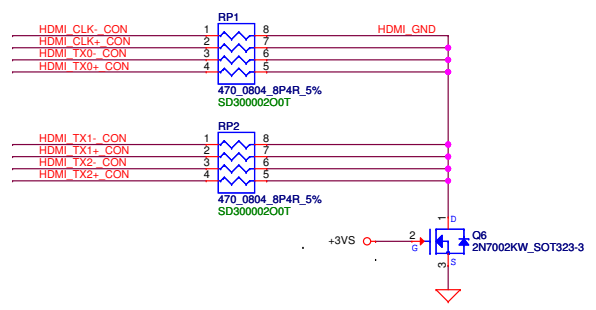 RP1
HDMI_CLK-_CON 1 8 HDMI_GND
HDMI_CLK+_CON 2 7
HDMI_TX0-_CON 3 6
HDMI_TX0+_CON 4 5
470_0804_8P4R_5%
SD300002O0T
RP2
HDMI_TX1-_CON 1 8
HDMI_TX1+_CON 2 7
HDMI_TX2-_CON 3 6
HDMI_TX2+_CON 4 5
470_0804_8P4R_5%
SD300002O0T
1 D
+3VS 2 G Q6
2N7002KW_SOT323-3
3 S